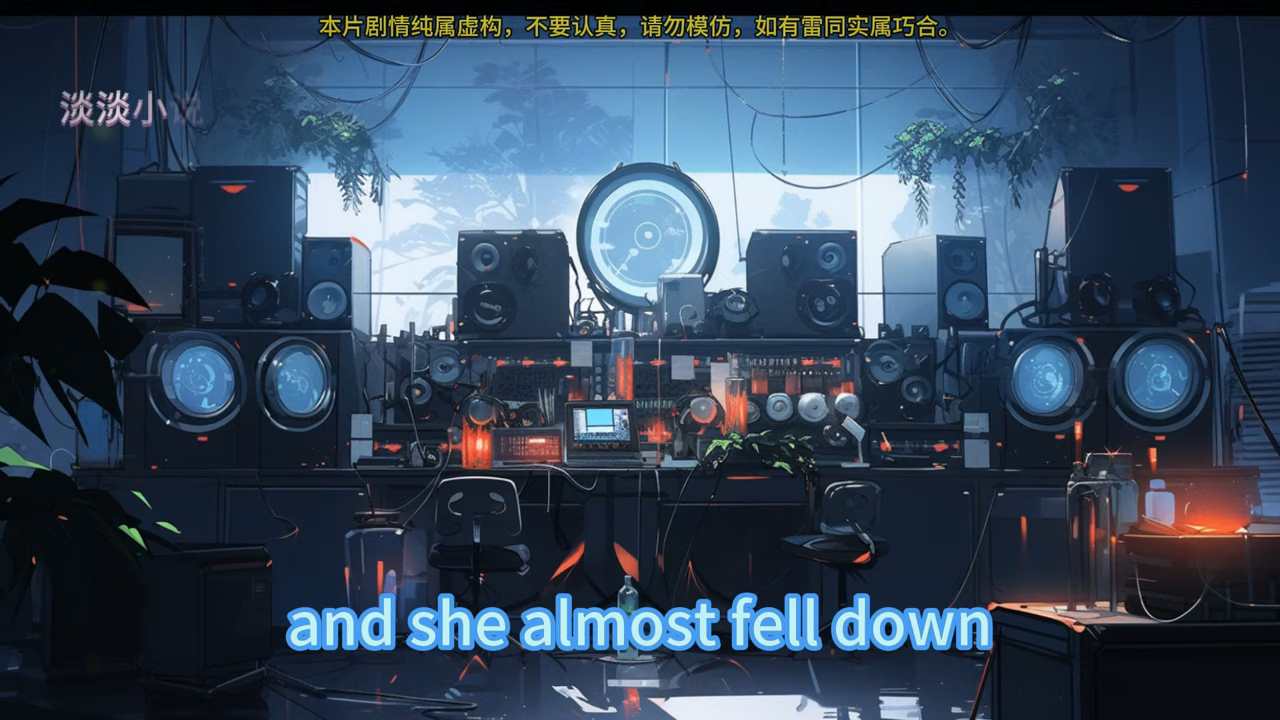 本片剧情纯属虚构，不要认真，请勿模仿，如有雷同实属巧合。
淡淡小说
and she almost fell down